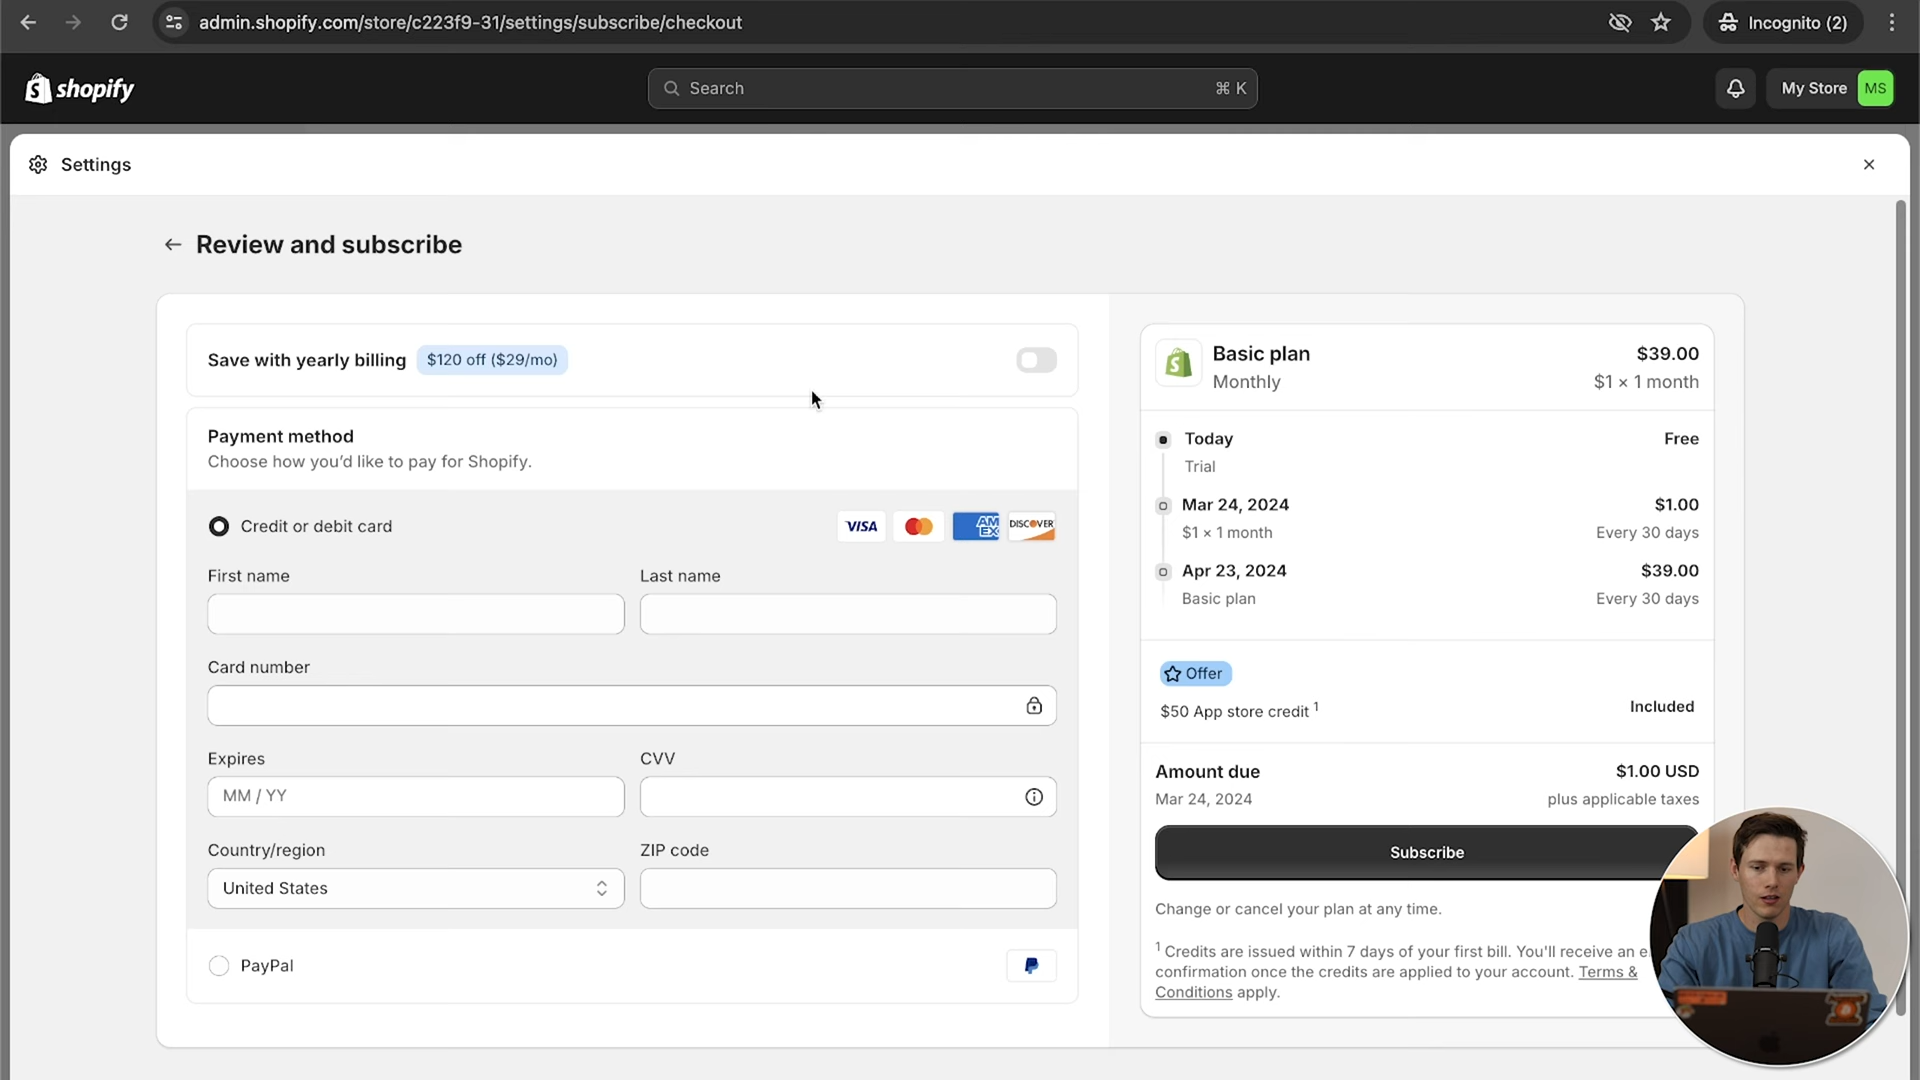 admin.shopify.com/store/c223f9-31/settings/subscribe/checkout
Incognito (2)
shopify
Search
⌘ K
My Store
MS
Settings
Review and subscribe
Save with yearly billing
$120 off ($29/mo)
Payment method
Choose how you'd like to pay for Shopify.
Credit or debit card
VISA
AM
EX
DISCOVER
First name
Last name
Card number
Expires
CVV
MM / YY
Country/region
ZIP code
United States
PayPal
Basic plan
$39.00
Monthly
$1 × 1 month
Today
Free
Trial
Mar 24, 2024
$1.00
$1 × 1 month
Every 30 days
Apr 23, 2024
$39.00
Basic plan
Every 30 days
Offer
$50 App store credit ¹
Included
Amount due
$1.00 USD
Mar 24, 2024
plus applicable taxes
Subscribe
Change or cancel your plan at any time.
¹ Credits are issued within 7 days of your first bill. You'll receive an
confirmation once the credits are applied to your account. Terms &
Conditions apply.